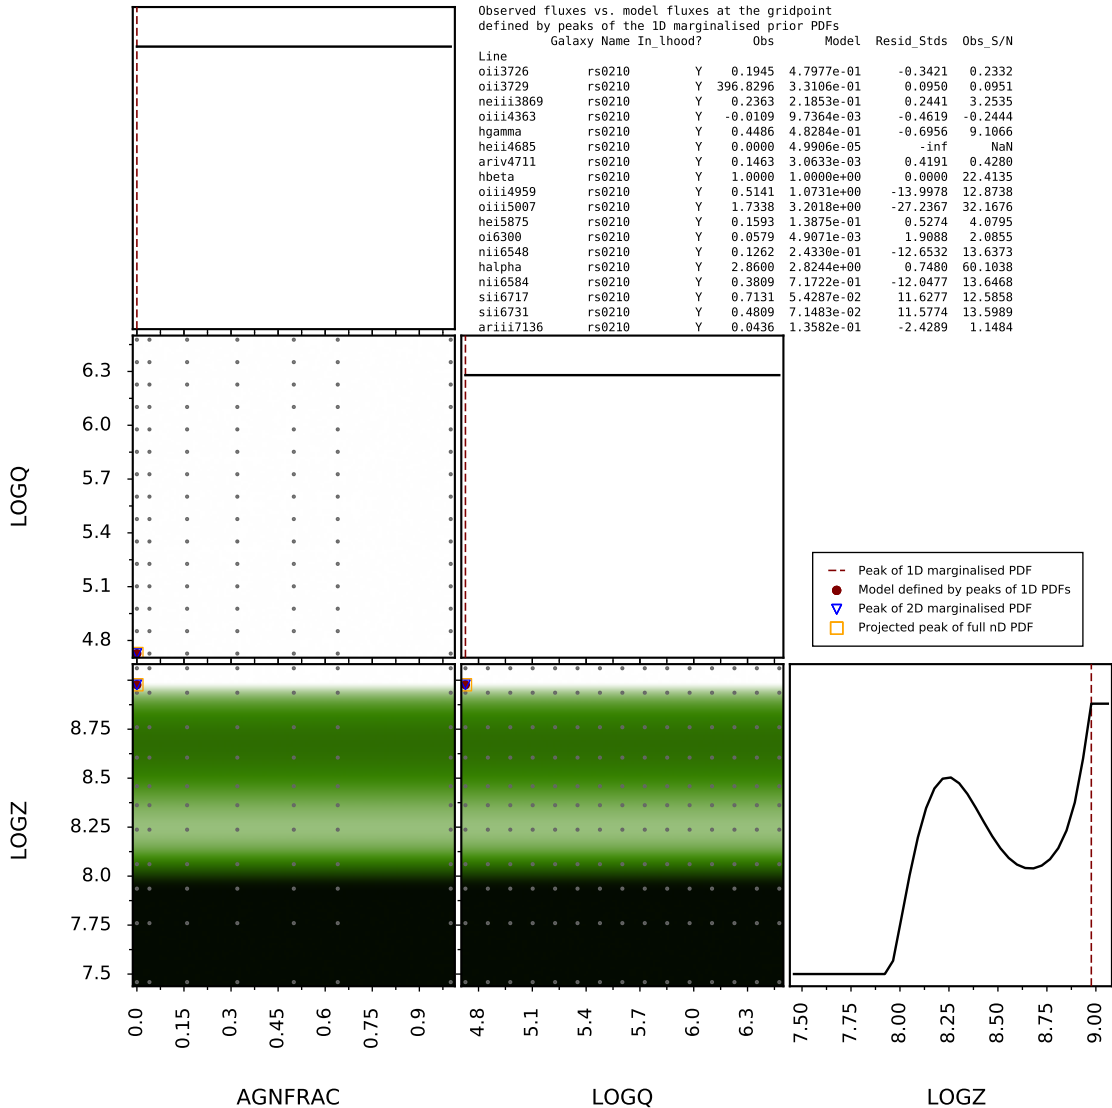 Observed fluxes vs. model fluxes at the gridpoint
defined by peaks of the 1D marginalised prior PDFs
Galaxy Name In_lhood? Obs Model Resid_Stds Obs_S/N
Line
oii3726 rs0210 Y 0.1945 4.7977e-01 -0.3421 0.2332
oii3729 rs0210 Y 396.8296 3.3106e-01 0.0950 0.0951
neiii3869 rs0210 Y 0.2363 2.1853e-01 0.2441 3.2535
oiii4363 rs0210 Y -0.0109 9.7364e-03 -0.4619 -0.2444
hgamma rs0210 Y 0.4486 4.8284e-01 -0.6956 9.1066
heii4685 rs0210 Y 0.0000 4.9906e-05 -inf NaN
ariv4711 rs0210 Y 0.1463 3.0633e-03 0.4191 0.4280
hbeta rs0210 Y 1.0000 1.0000e+00 0.0000 22.4135
oiii4959 rs0210 Y 0.5141 1.0731e+00 -13.9978 12.8738
oiii5007 rs0210 Y 1.7338 3.2018e+00 -27.2367 32.1676
hei5875 rs0210 Y 0.1593 1.3875e-01 0.5274 4.0795
oi6300 rs0210 Y 0.0579 4.9071e-03 1.9088 2.0855
nii6548 rs0210 Y 0.1262 2.4330e-01 -12.6532 13.6373
halpha rs0210 Y 2.8600 2.8244e+00 0.7480 60.1038
nii6584 rs0210 Y 0.3809 7.1722e-01 -12.0477 13.6468
sii6717 rs0210 Y 0.7131 5.4287e-02 11.6277 12.5858
sii6731 rs0210 Y 0.4809 7.1483e-02 11.5774 13.5989
ariii7136 rs0210 Y 0.0436 1.3582e-01 -2.4289 1.1484
6.3
6.0
5.7
5.4
5.1
4.8
LOGQ
Peak of 1D marginalised PDF
Model defined by peaks of 1D PDFs
Peak of 2D marginalised PDF
Projected peak of full nD PDF
8.75
8.5
8.25
8.0
7.75
7.5
LOGZ
0.0 0.15 0.3 0.45 0.6 0.75 0.9
4.8 5.1 5.4 5.7 6.0 6.3
7.50 7.75 8.00 8.25 8.50 8.75 9.00
AGNFRAC LOGQ LOGZ